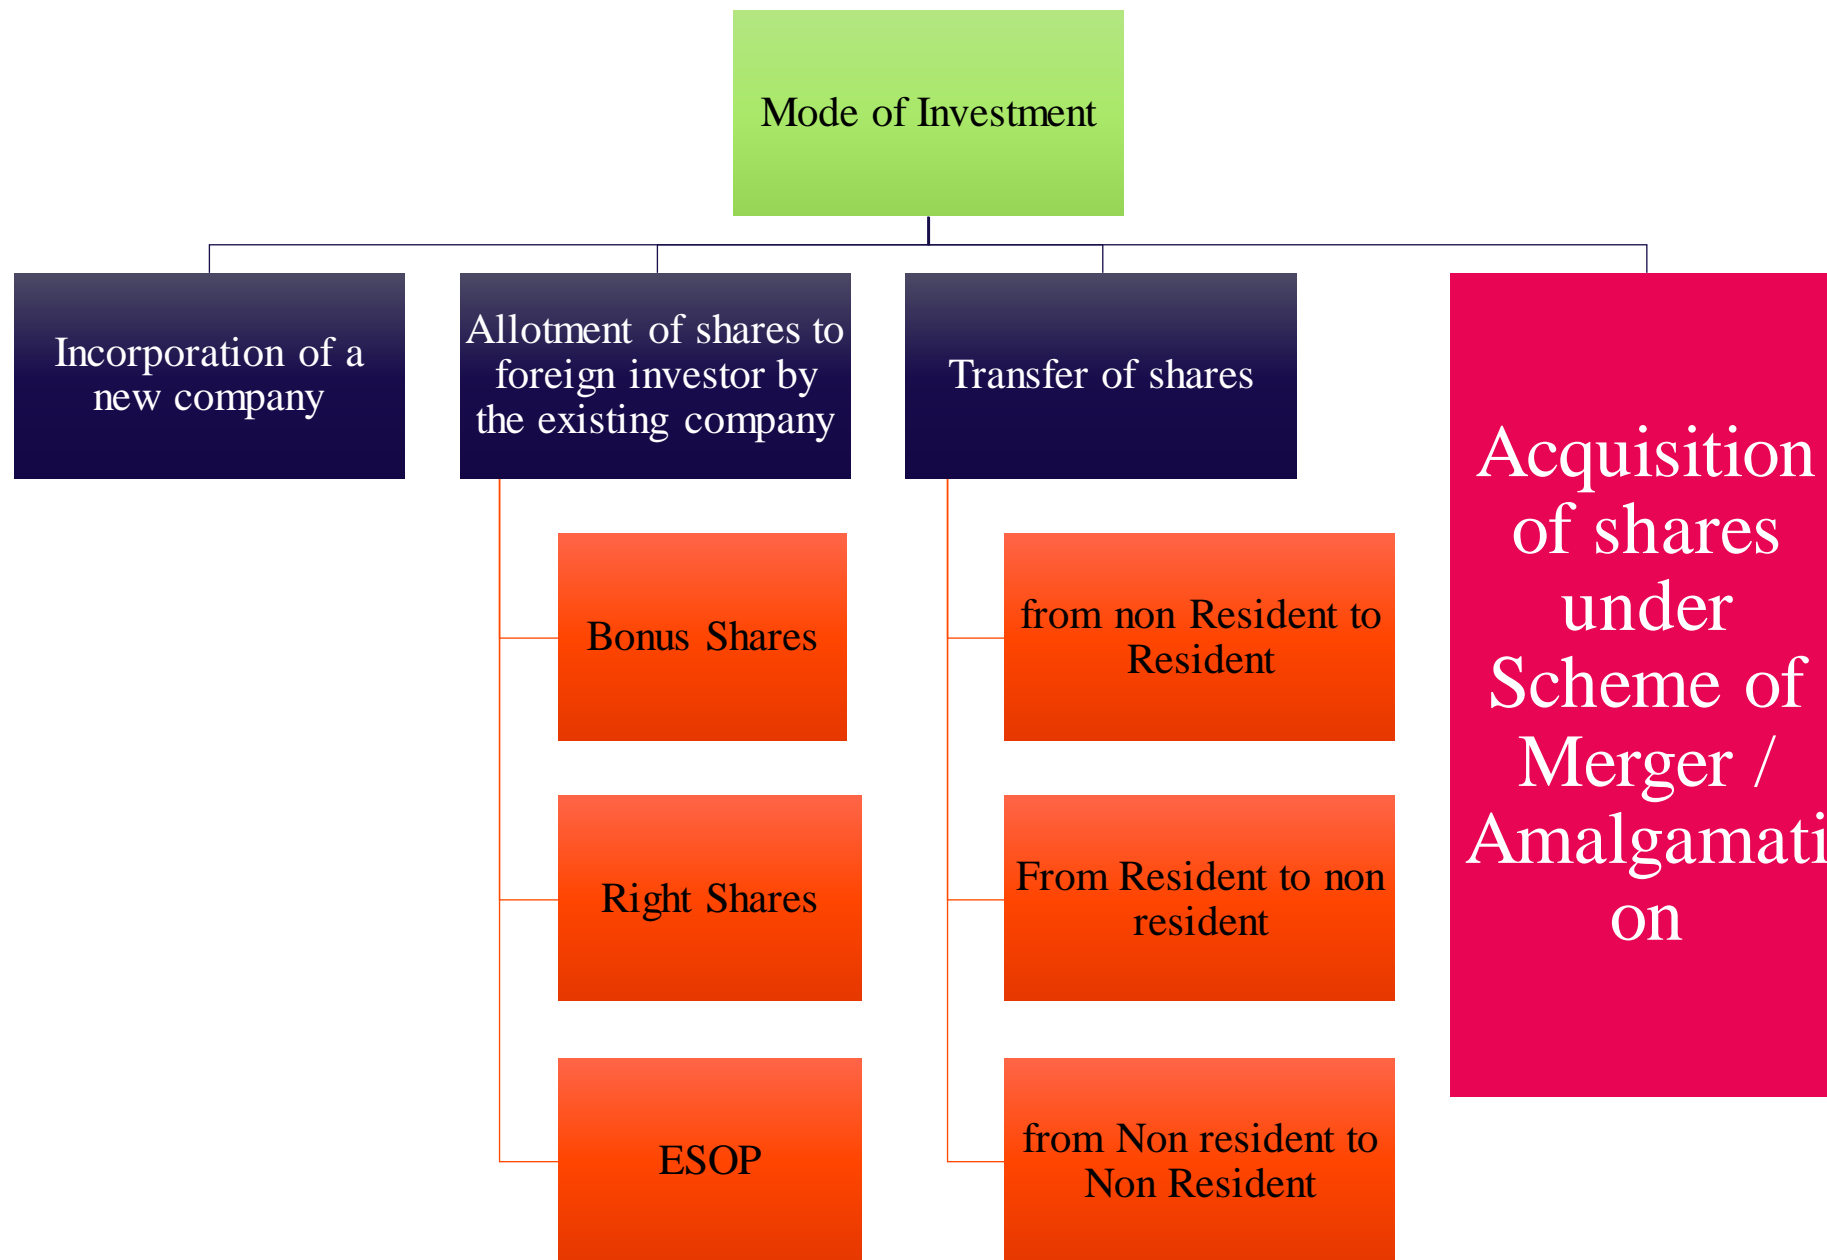 Mode of Investment
Incorporation of a
new company
Allotment of shares to
foreign investor by
the existing company
Transfer of shares
Acquisition
of shares
under
Scheme of
Merger /
Amalgamati
on
Bonus Shares
Right Shares
ESOP
from non Resident to
Resident
From Resident to non
resident
from Non resident to
Non Resident